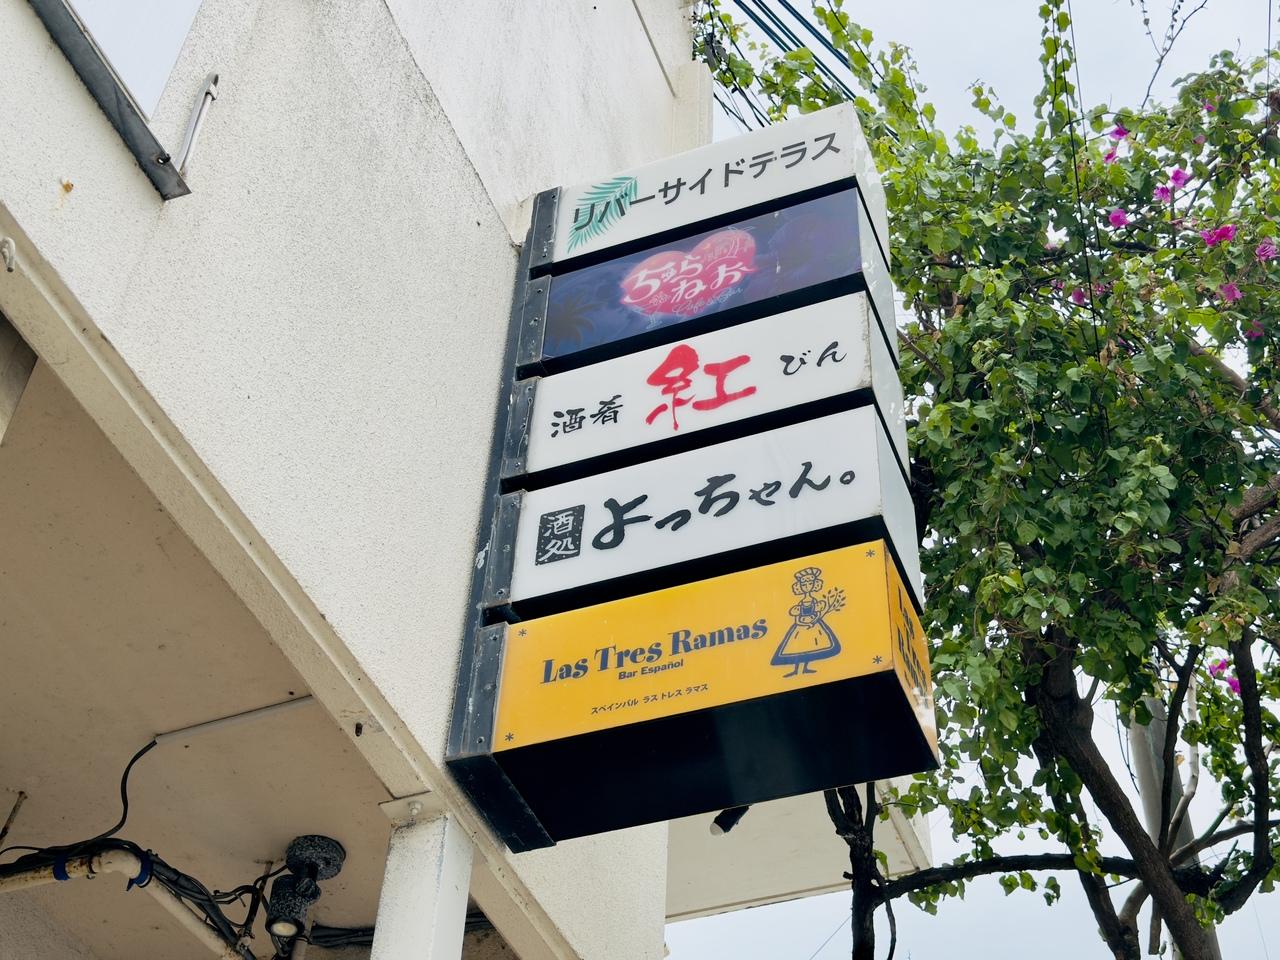 リバーサイドテラス
ちゅら
ねお
Cafe & Bar
酒肴 紅 びん
酒処 よっちゃん。
Las Tres Ramas
Bar Español
スペインバル ラス トレス ラマス